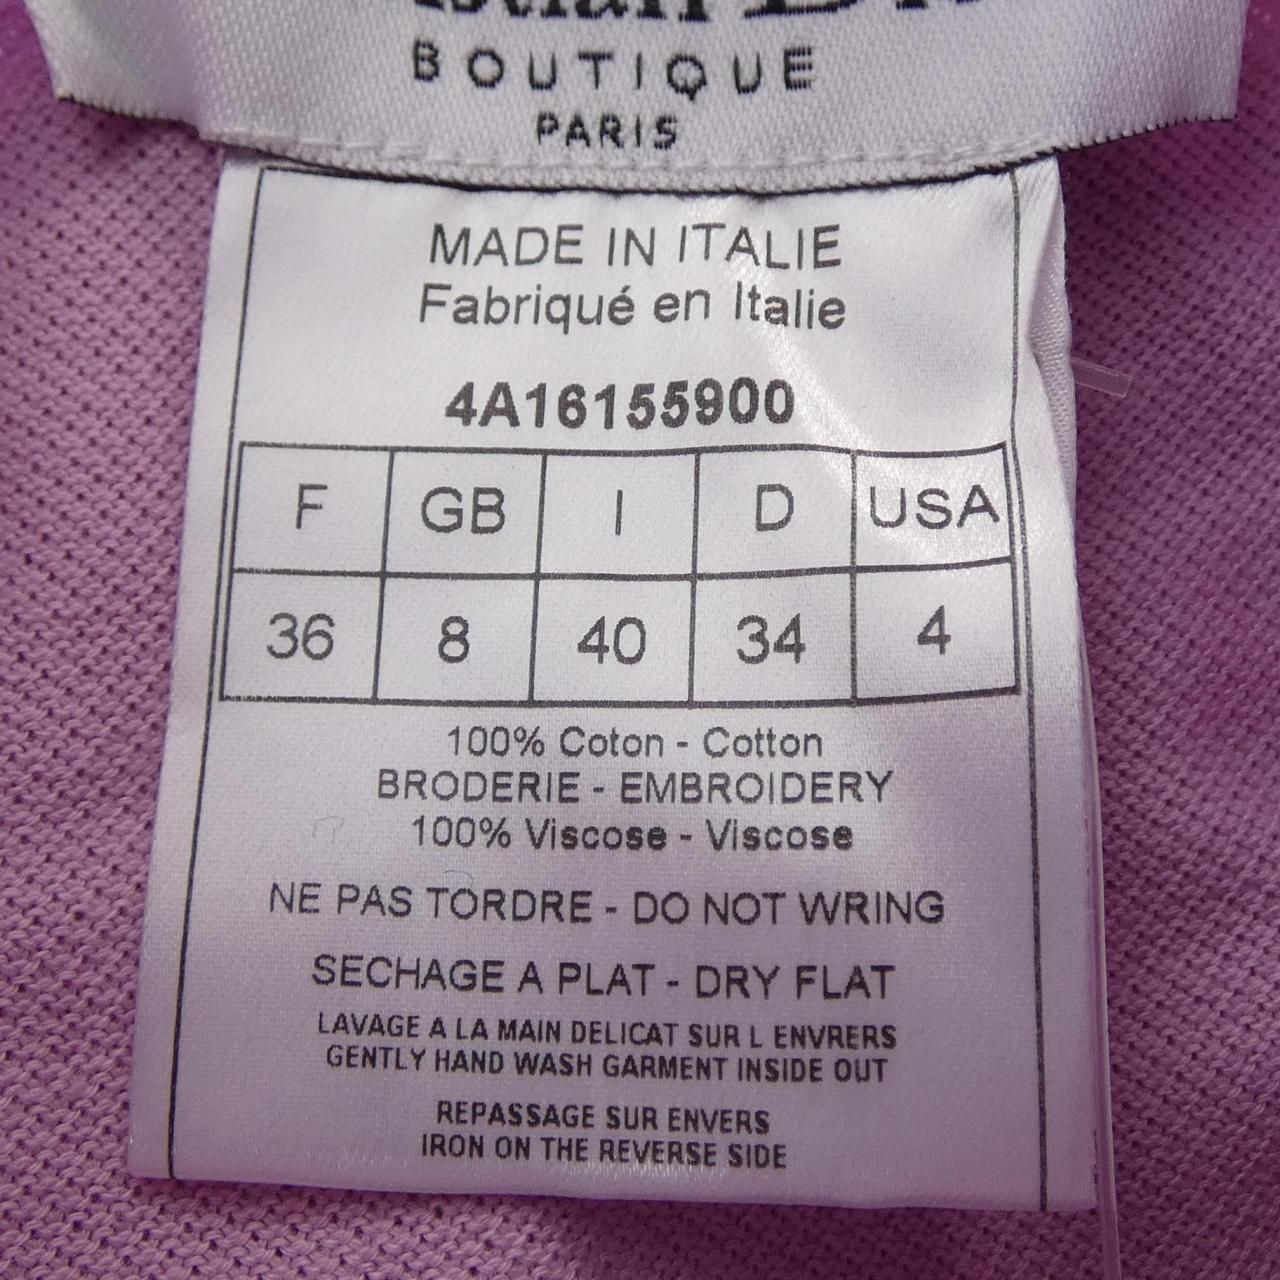 BOUTIQUE
PARIS
MADE IN ITALIE
Fabriqué en Italie
4A16155900
F GB I D USA
36 8 40 34 4
100% Coton - Cotton
BRODERIE - EMBROIDERY
100% Viscose - Viscose
NE PAS TORDRE - DO NOT WRING
SECHAGE A PLAT - DRY FLAT
LAVAGE A LA MAIN DELICAT SUR L ENVRERS
GENTLY HAND WASH GARMENT INSIDE OUT
REPASSAGE SUR ENVERS
IRON ON THE REVERSE SIDE